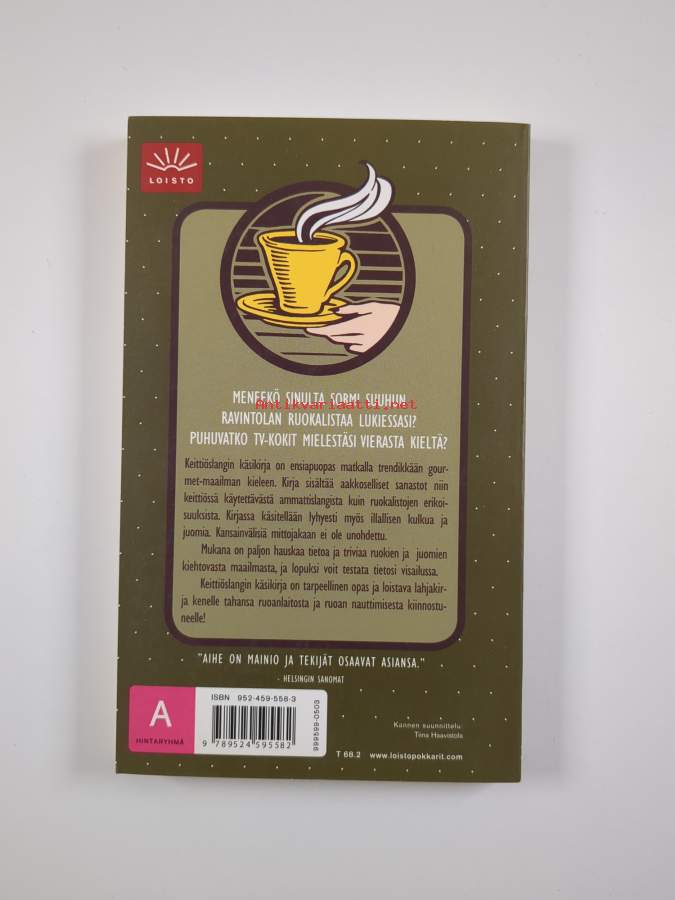 LOISTO
MENEEKÖ SINULTA SORMI SUUHUN
Antikvariaatti.net
RAVINTOLAN RUOKALISTAA LUKIESSASI?
PUHUVATKO TV-KOKIT MIELESTÄSI VIERASTA KIELTÄ?
Keittiöslangin käsikirja on ensiapuopas matkalla trendikkään gour-
met-maailman kieleen. Kirja sisältää aakkoselliset sanastot niin
keittiössä käytettävästä ammattislangista kuin ruokalistojen erikoi-
suuksista. Kirjassa käsitellään lyhyesti myös illallisen kulkua ja
juomia. Kansainvälisiä mittojakaan ei ole unohdettu.
Mukana on paljon hauskaa tietoa ja triviaa ruokien ja juomien
kiehtovasta maailmasta, ja lopuksi voit testata tietosi visailussa.
Keittiöslangin käsikirja on tarpeellinen opas ja loistava lahjakir-
ja kenelle tahansa ruoanlaitosta ja ruoan nauttimisesta kiinnostu-
neelle!
"AIHE ON MAINIO JA TEKIJÄT OSAAVAT ASIANSA."
- HELSINGIN SANOMAT
A
HINTARYHMÄ
ISBN 952-459-558-3
9 789524 595582
999599-0503
Kannen suunnittelu:
Tiina Haavistola
T 68.2 www.loistopokkarit.com